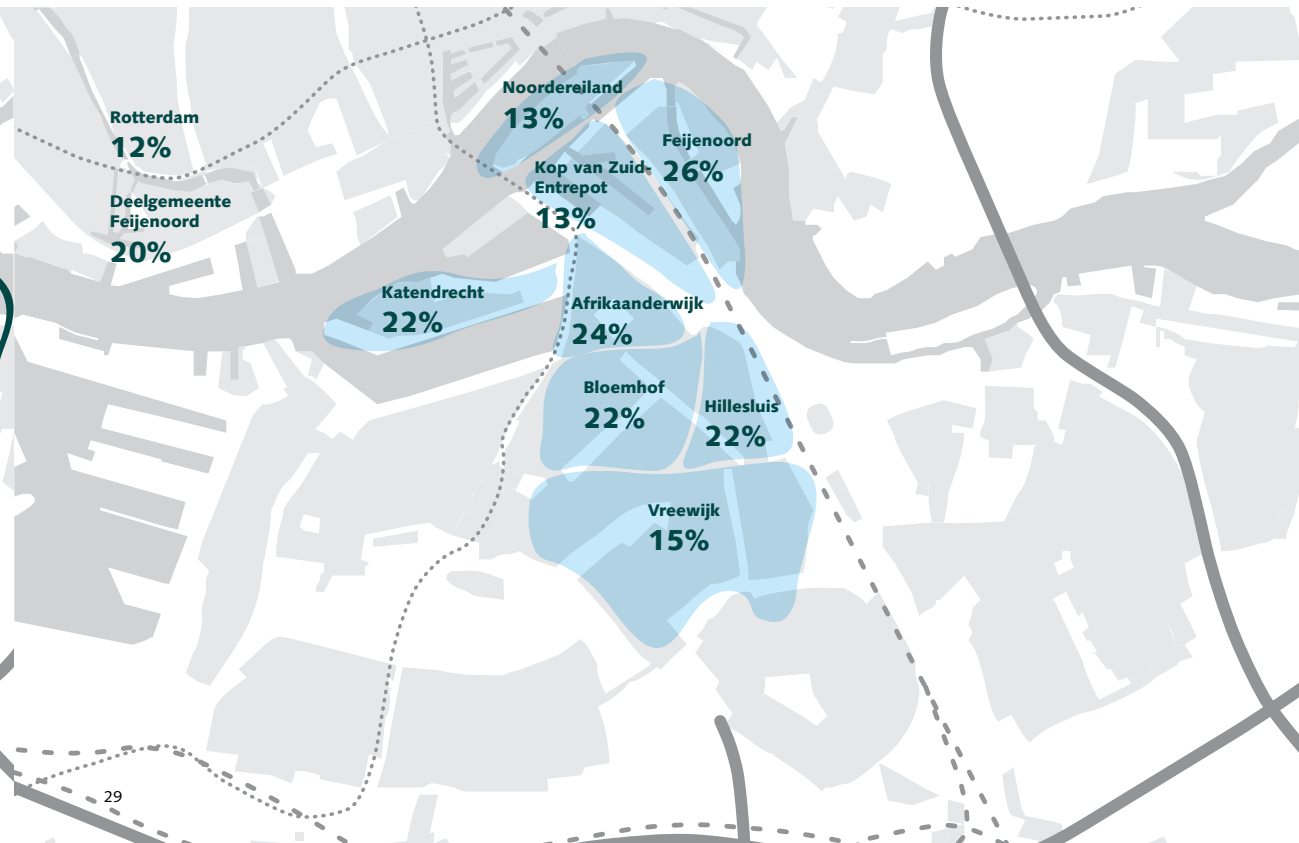 Rotterdam
12%
Deelgemeente
Feijenoord
20%
Noordereiland
13%
Feijenoord
26%
Kop van Zuid-
Entrepot
13%
Katendrecht
22%
Afrikaanderwijk
24%
Bloemhof
22%
Hillesluis
22%
Vreewijk
15%
29